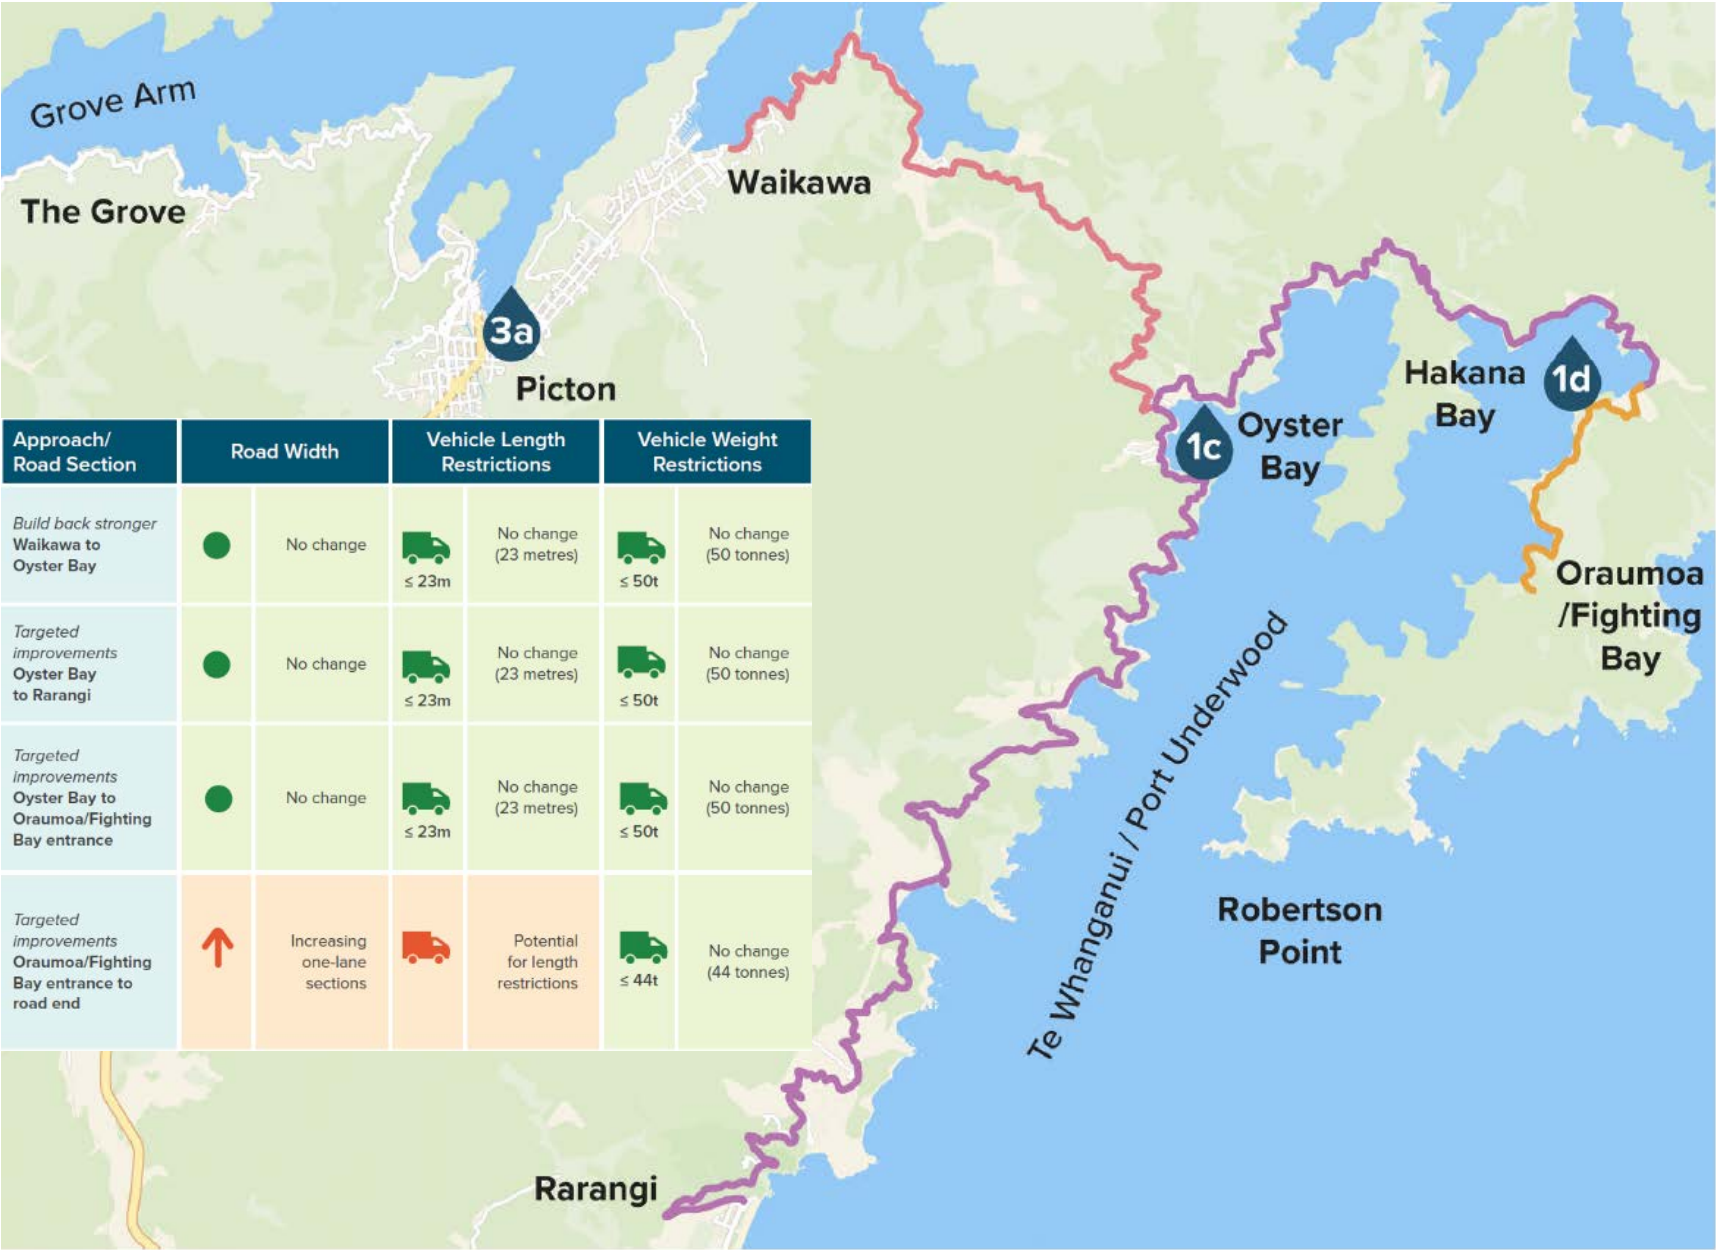 Grove Arm
The Grove
Waikawa
3a
Picton
Hakana
Bay
1d
Oyster
Bay
1c
Oraumoa
/Fighting
Bay
Te Whanganui / Port Underwood
Robertson
Point
Rarangi
Approach/
Road Section
Road Width
Vehicle Length
Restrictions
Vehicle Weight
Restrictions
Build back stronger
Waikawa to
Oyster Bay
No change
≤ 23m
No change
(23 metres)
≤ 50t
No change
(50 tonnes)
Targeted
improvements
Oyster Bay
to Rarangi
No change
≤ 23m
No change
(23 metres)
≤ 50t
No change
(50 tonnes)
Targeted
improvements
Oyster Bay to
Oraumoa/Fighting
Bay entrance
No change
≤ 23m
No change
(23 metres)
≤ 50t
No change
(50 tonnes)
Targeted
improvements
Oraumoa/Fighting
Bay entrance to
road end
Increasing
one-lane
sections
Potential
for length
restrictions
≤ 44t
No change
(44 tonnes)